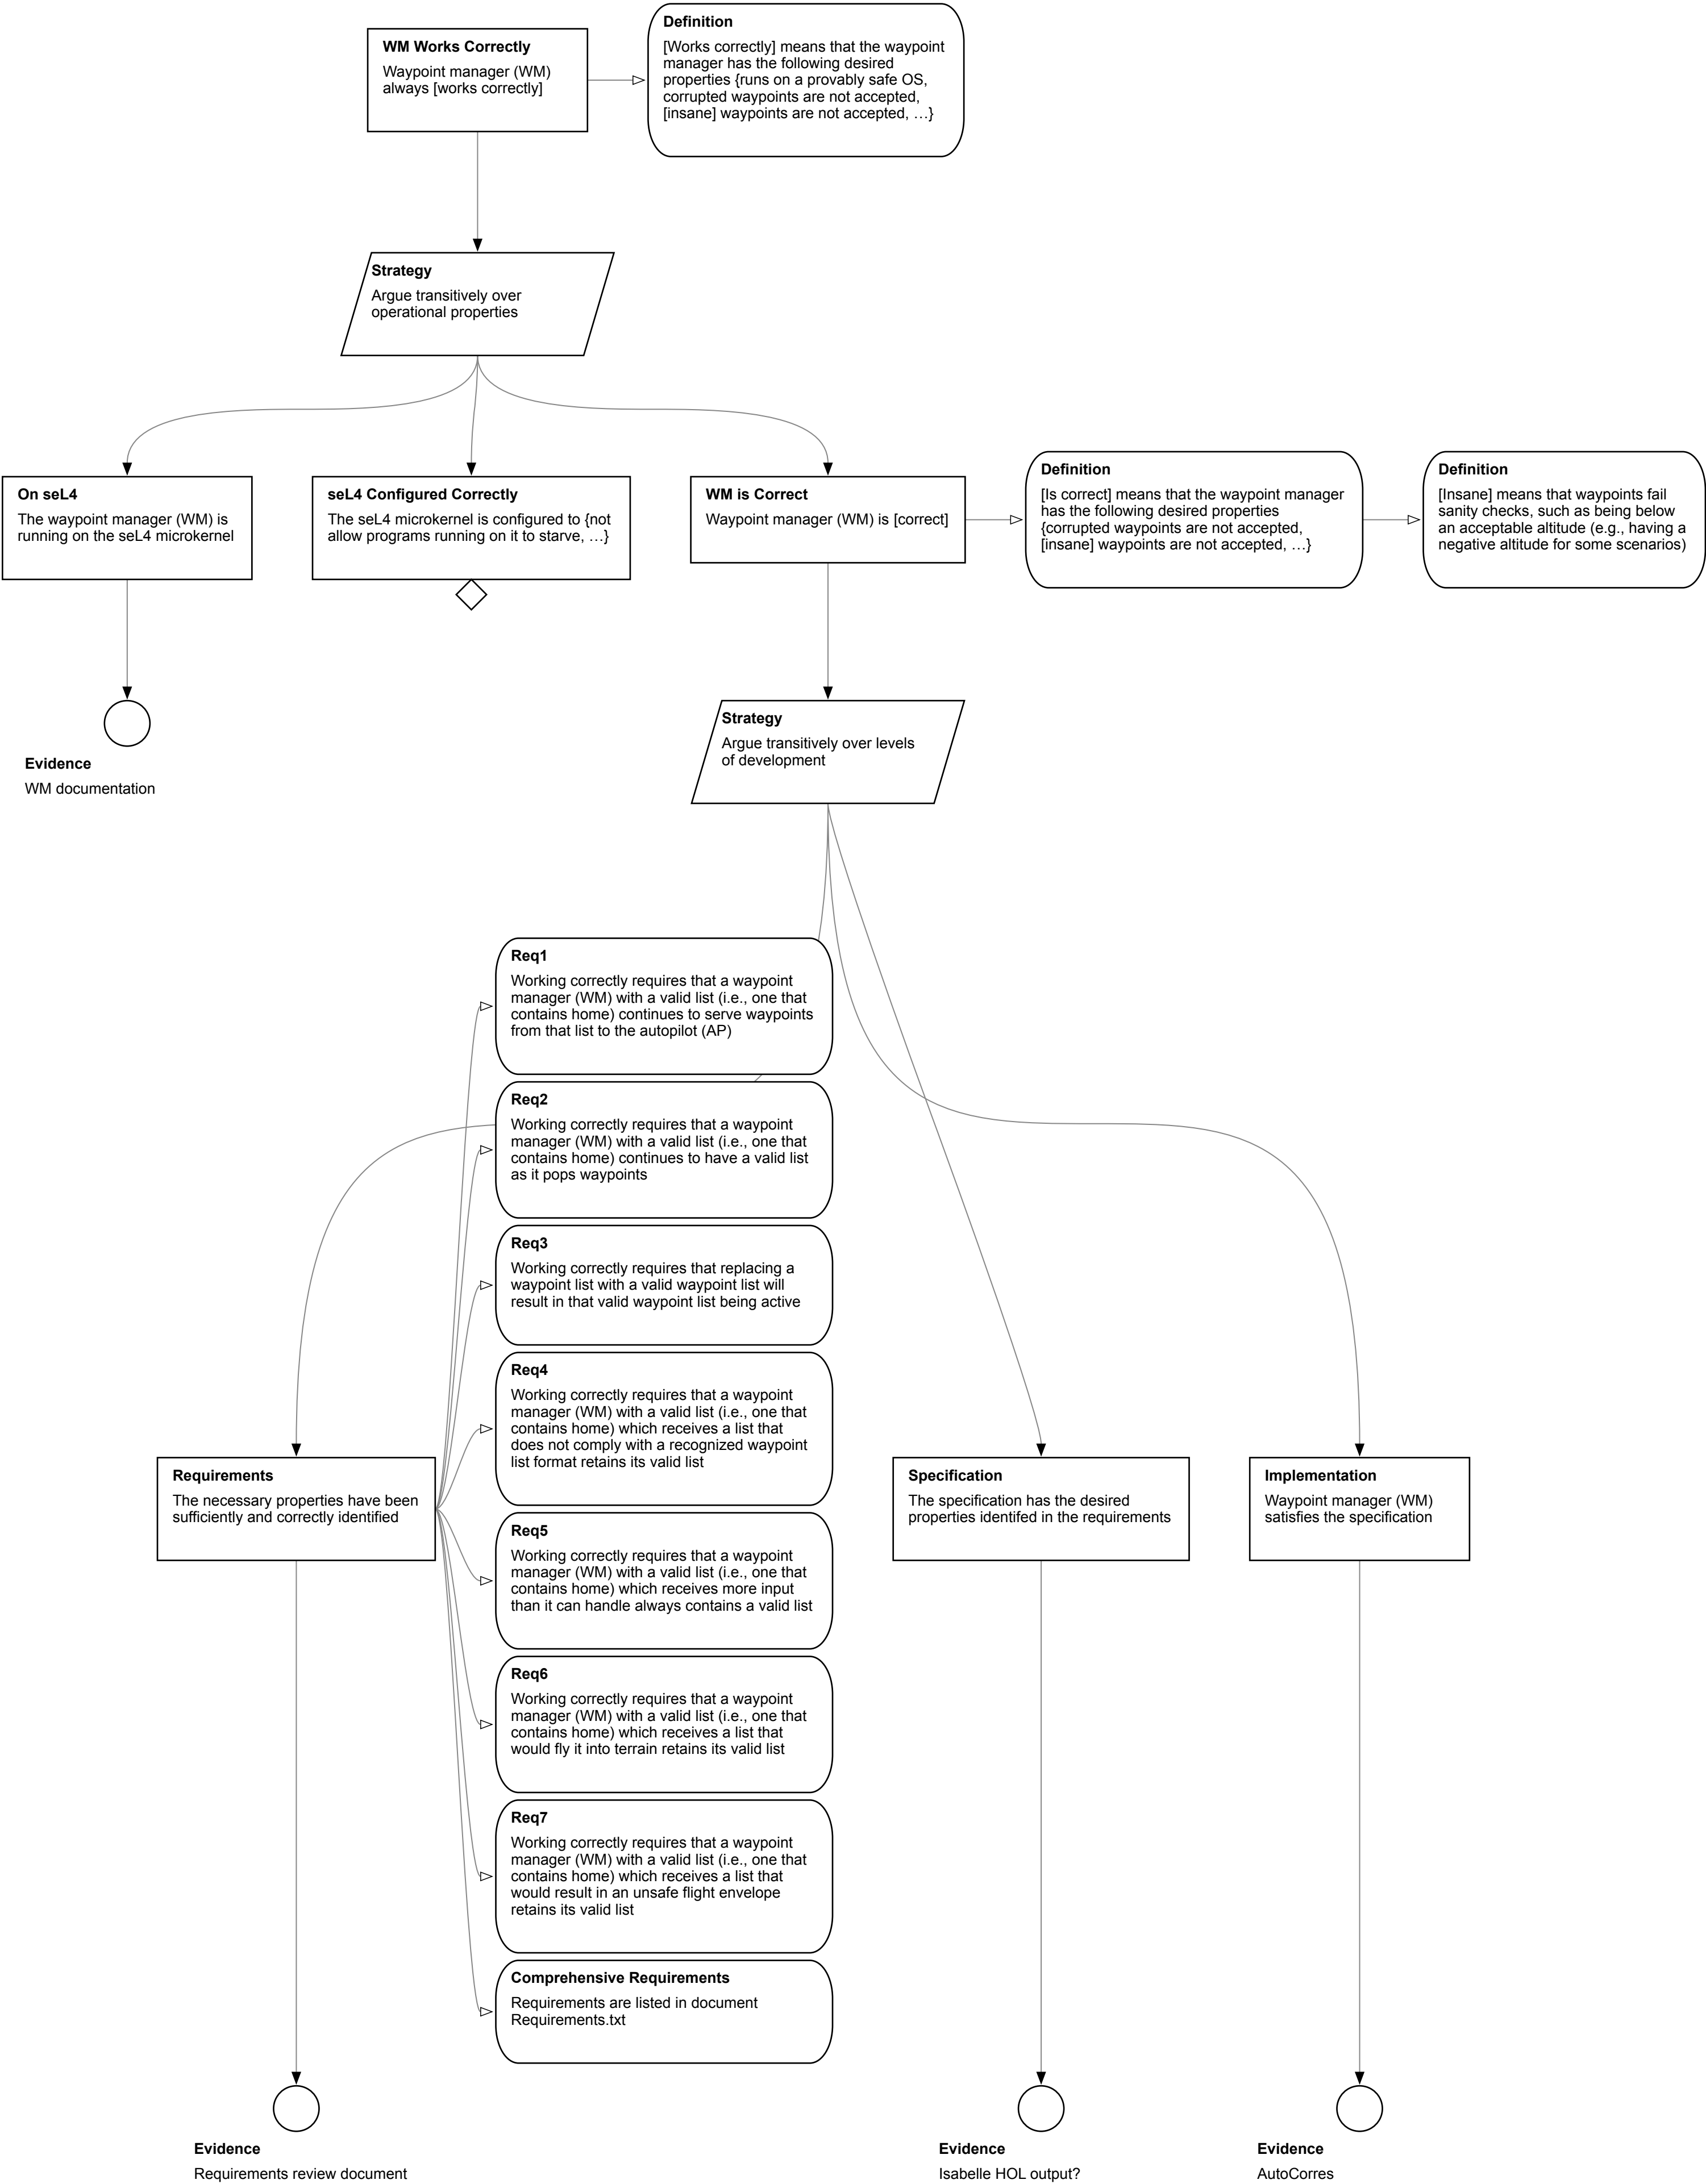 WM Works Correctly
Waypoint manager (WM)
always [works correctly]
Definition
[Works correctly] means that the waypoint
manager has the following desired
properties {runs on a provably safe OS,
corrupted waypoints are not accepted,
[insane] waypoints are not accepted, …}
Strategy
Argue transitively over
operational properties
On seL4
The waypoint manager (WM) is
running on the seL4 microkernel
seL4 Configured Correctly
The seL4 microkernel is configured to {not
allow programs running on it to starve, …}
WM is Correct
Waypoint manager (WM) is [correct]
Definition
[Is correct] means that the waypoint manager
has the following desired properties
{corrupted waypoints are not accepted,
[insane] waypoints are not accepted, …}
Definition
[Insane] means that waypoints fail
sanity checks, such as being below
an acceptable altitude (e.g., having a
negative altitude for some scenarios)
Evidence
WM documentation
Strategy
Argue transitively over levels
of development
Req1
Working correctly requires that a waypoint
manager (WM) with a valid list (i.e., one that
contains home) continues to serve waypoints
from that list to the autopilot (AP)
Req2
Working correctly requires that a waypoint
manager (WM) with a valid list (i.e., one that
contains home) continues to have a valid list
as it pops waypoints
Req3
Working correctly requires that replacing a
waypoint list with a valid waypoint list will
result in that valid waypoint list being active
Req4
Working correctly requires that a waypoint
manager (WM) with a valid list (i.e., one that
contains home) which receives a list that
does not comply with a recognized waypoint
list format retains its valid list
Requirements
The necessary properties have been
sufficiently and correctly identified
Specification
The specification has the desired
properties identifed in the requirements
Implementation
Waypoint manager (WM)
satisfies the specification
Req5
Working correctly requires that a waypoint
manager (WM) with a valid list (i.e., one that
contains home) which receives more input
than it can handle always contains a valid list
Req6
Working correctly requires that a waypoint
manager (WM) with a valid list (i.e., one that
contains home) which receives a list that
would fly it into terrain retains its valid list
Req7
Working correctly requires that a waypoint
manager (WM) with a valid list (i.e., one that
contains home) which receives a list that
would result in an unsafe flight envelope
retains its valid list
Comprehensive Requirements
Requirements are listed in document
Requirements.txt
Evidence
Requirements review document
Evidence
Isabelle HOL output?
Evidence
AutoCorres